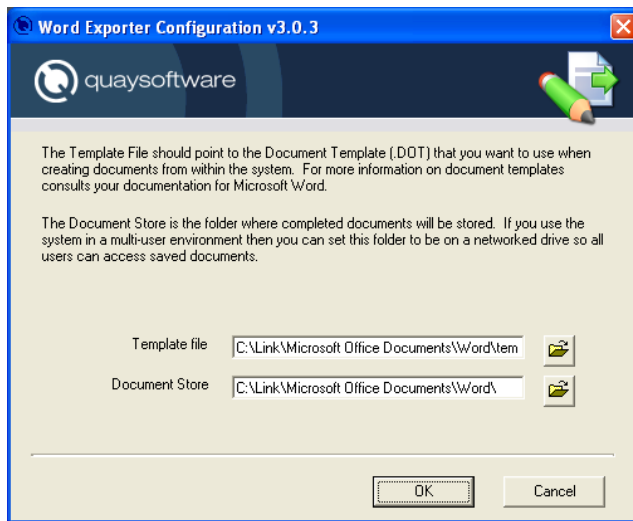 Word Exporter Configuration v3.0.3
quaysoftware
The Template File should point to the Document Template (.DOT) that you want to use when
creating documents from within the system. For more information on document templates
consults your documentation for Microsoft Word.
The Document Store is the folder where completed documents will be stored. If you use the
system in a multi-user environment then you can set this folder to be on a networked drive so all
users can access saved documents.
Template file C:\Link\Microsoft Office Documents\Word\tem
Document Store C:\Link\Microsoft Office Documents\Word\
OK Cancel